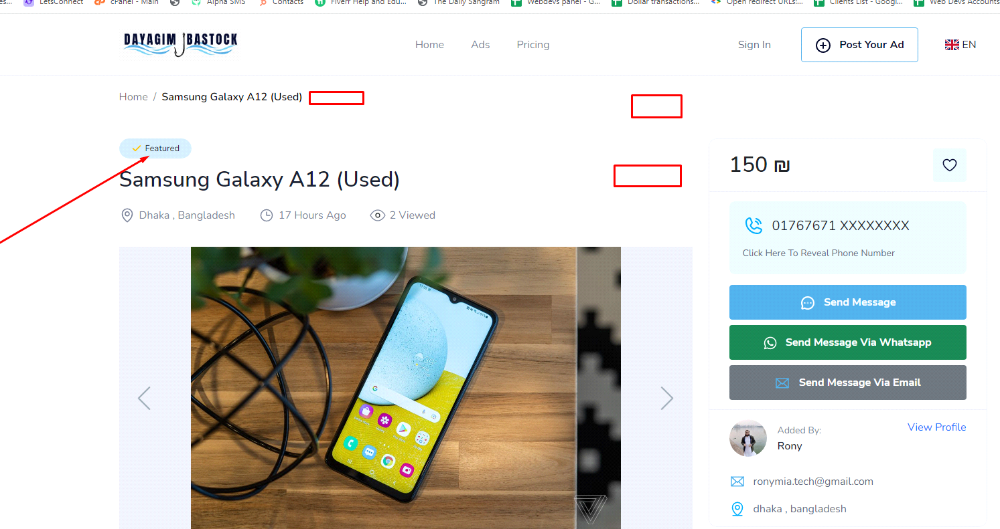 LetsConnect
cPanel - Main
Alpha SMS
Contacts
Fiverr Help and Edu...
The Daily Sangram
Webdevs panel - G...
Dollar transactions...
Open redirect URLs:...
Clients List - Googl...
Web Devs Accounts
DAYAGIM BASTOCK
Home
Ads
Pricing
Sign In
Post Your Ad
EN
Home / Samsung Galaxy A12 (Used)
Featured
Samsung Galaxy A12 (Used)
Dhaka , Bangladesh
17 Hours Ago
2 Viewed
150 ₪
01767671 XXXXXXXX
Click Here To Reveal Phone Number
Send Message
Send Message Via Whatsapp
Send Message Via Email
Added By:
View Profile
Rony
ronymia.tech@gmail.com
dhaka , bangladesh